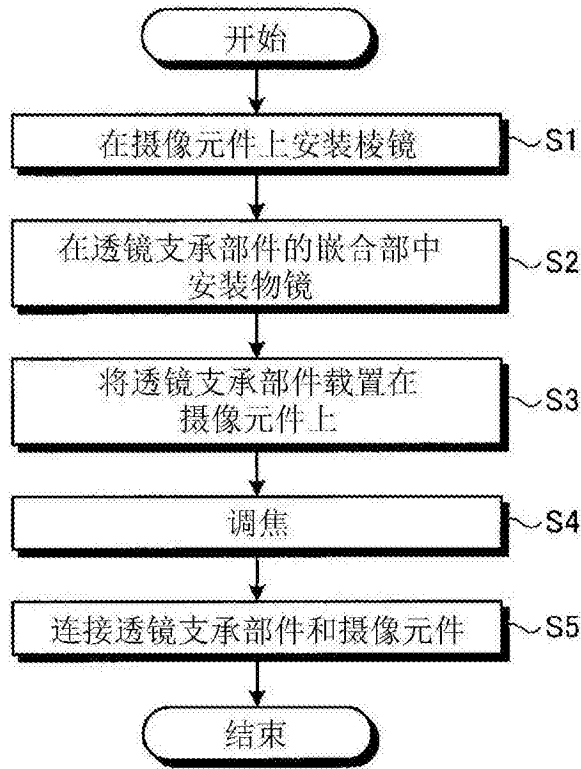 开始
在摄像元件上安装棱镜
S1
在透镜支承部件的嵌合部中
安装物镜
S2
将透镜支承部件载置在
摄像元件上
S3
调焦
S4
连接透镜支承部件和摄像元件
S5
结束